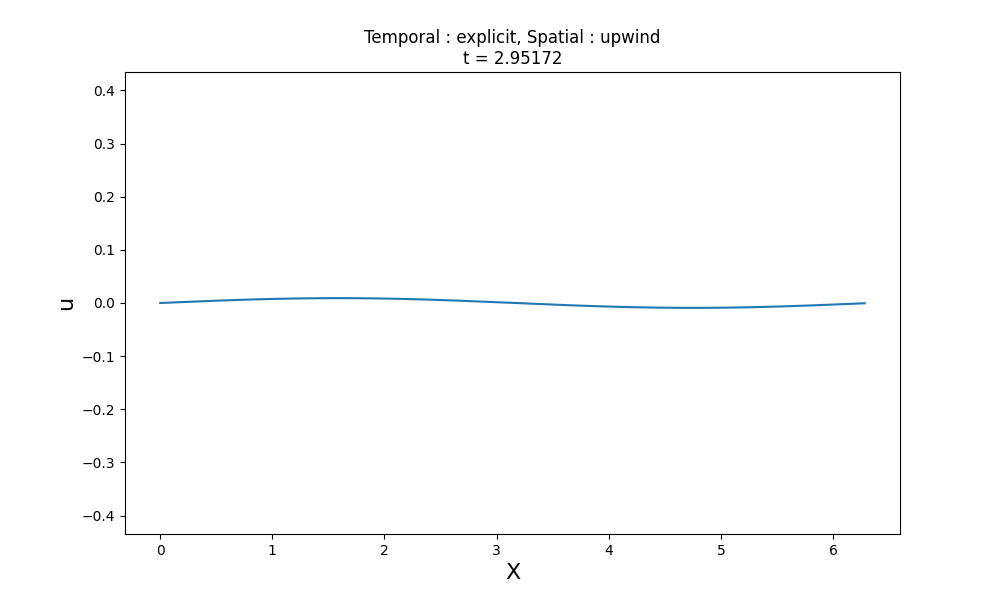 Temporal : explicit, Spatial : upwind
t = 2.95172
0.4
0.3
0.2
0.1
0.0
−0.1
−0.2
−0.3
−0.4
u
0 1 2 3 4 5 6
X